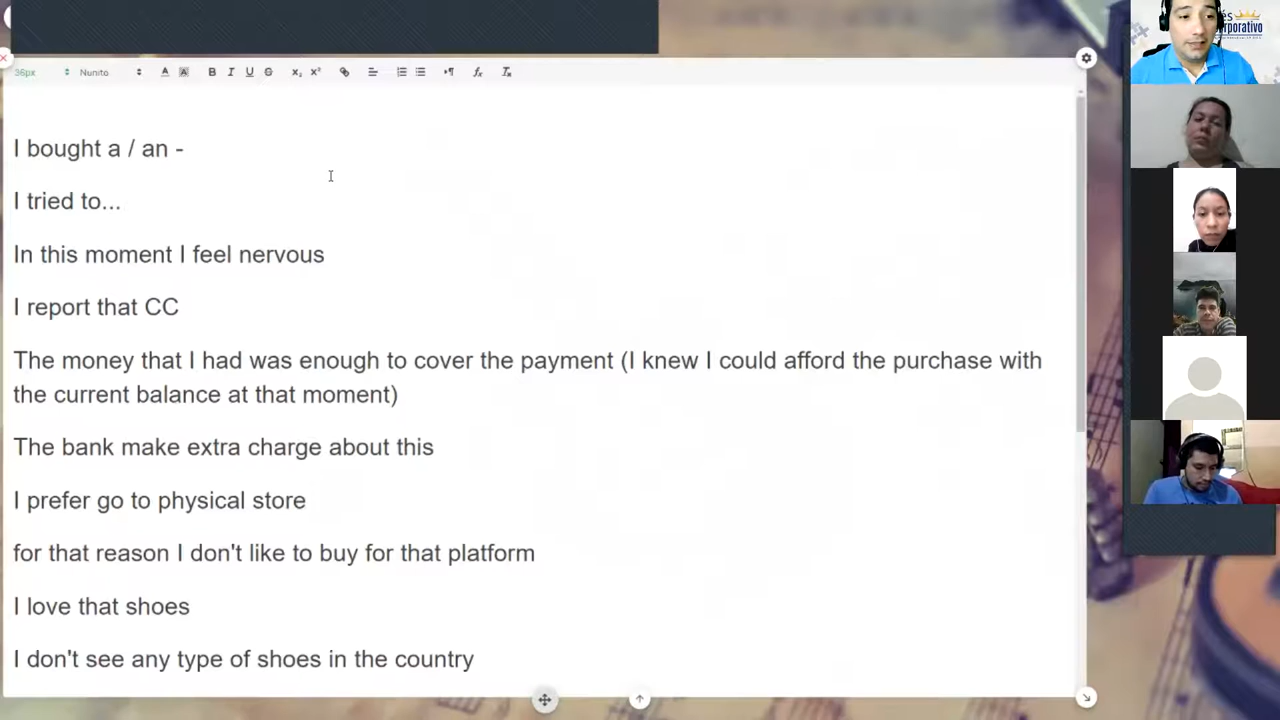 és
rporativo
36px Nunito
I bought a / an -
I tried to...
In this moment I feel nervous
I report that CC
The money that I had was enough to cover the payment (I knew I could afford the purchase with
the current balance at that moment)
The bank make extra charge about this
I prefer go to physical store
for that reason I don't like to buy for that platform
I love that shoes
I don't see any type of shoes in the country